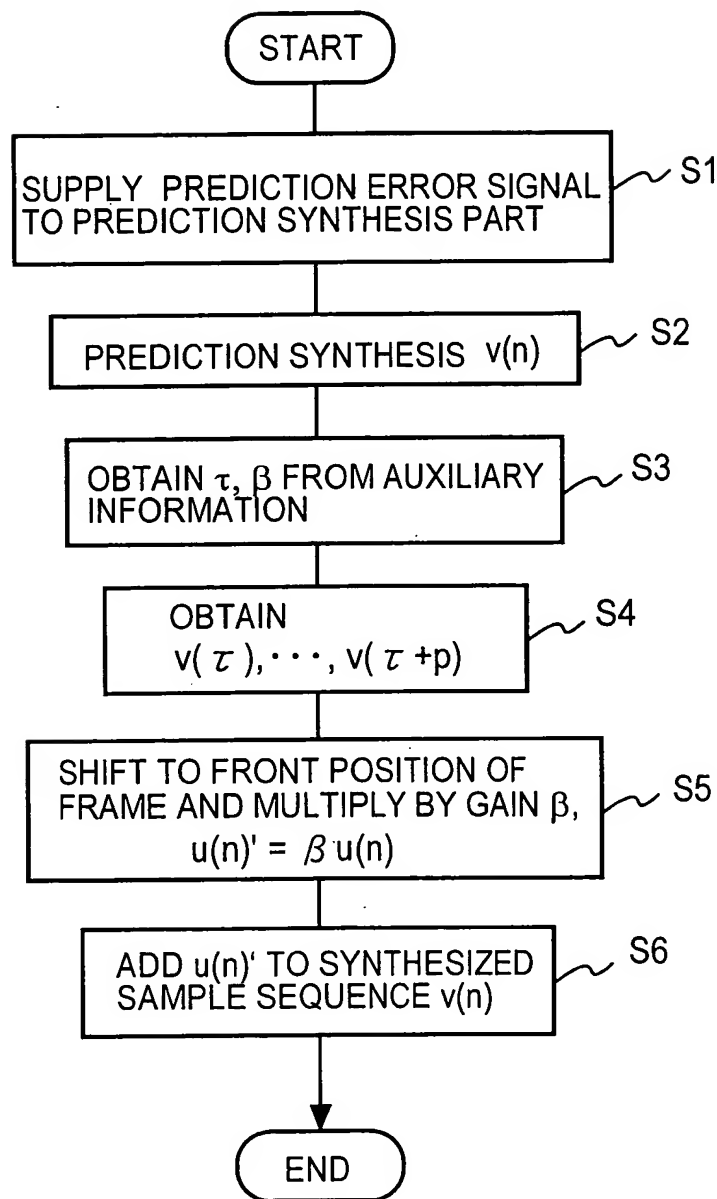 START
SUPPLY PREDICTION ERROR SIGNAL
TO PREDICTION SYNTHESIS PART
S1
PREDICTION SYNTHESIS v(n)
S2
OBTAIN τ, β FROM AUXILIARY
INFORMATION
S3
OBTAIN
v( τ ),···, v( τ +p)
S4
SHIFT TO FRONT POSITION OF
FRAME AND MULTIPLY BY GAIN β,
u(n)' = β u(n)
S5
ADD u(n)' TO SYNTHESIZED
SAMPLE SEQUENCE v(n)
S6
END